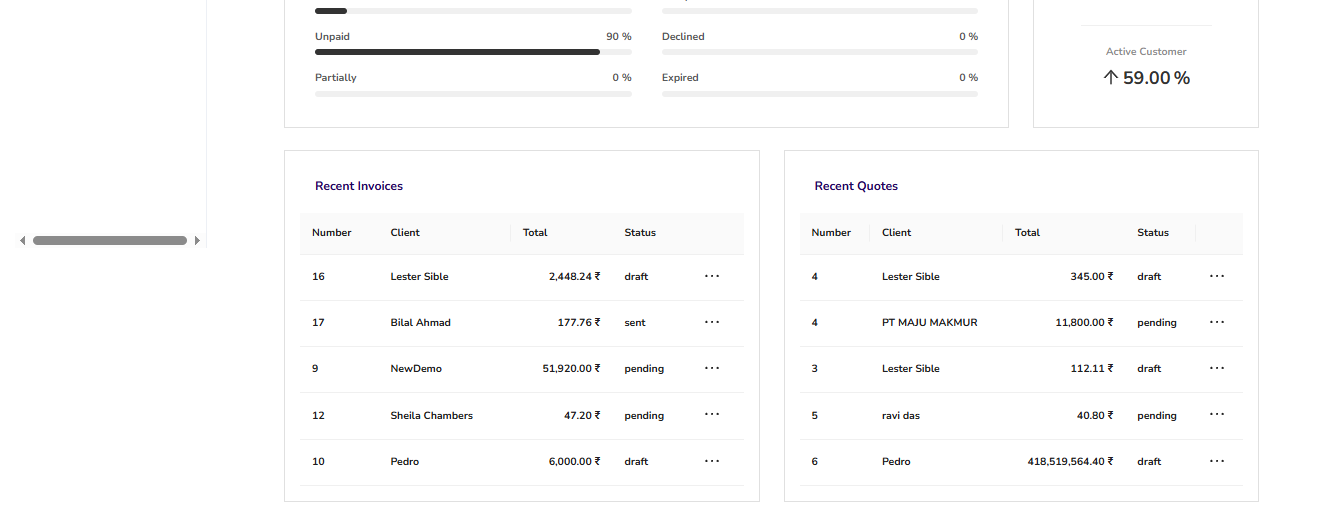 Unpaid 90 % Declined 0 %
Partially 0 % Expired 0 %
Active Customer
59.00 %
Recent Invoices
Number Client Total Status
16 Lester Sible 2,448.24 ₹ draft
17 Bilal Ahmad 177.76 ₹ sent
9 NewDemo 51,920.00 ₹ pending
12 Sheila Chambers 47.20 ₹ pending
10 Pedro 6,000.00 ₹ draft
Recent Quotes
Number Client Total Status
4 Lester Sible 345.00 ₹ draft
4 PT MAJU MAKMUR 11,800.00 ₹ pending
3 Lester Sible 112.11 ₹ draft
5 ravi das 40.80 ₹ pending
6 Pedro 418,519,564.40 ₹ draft